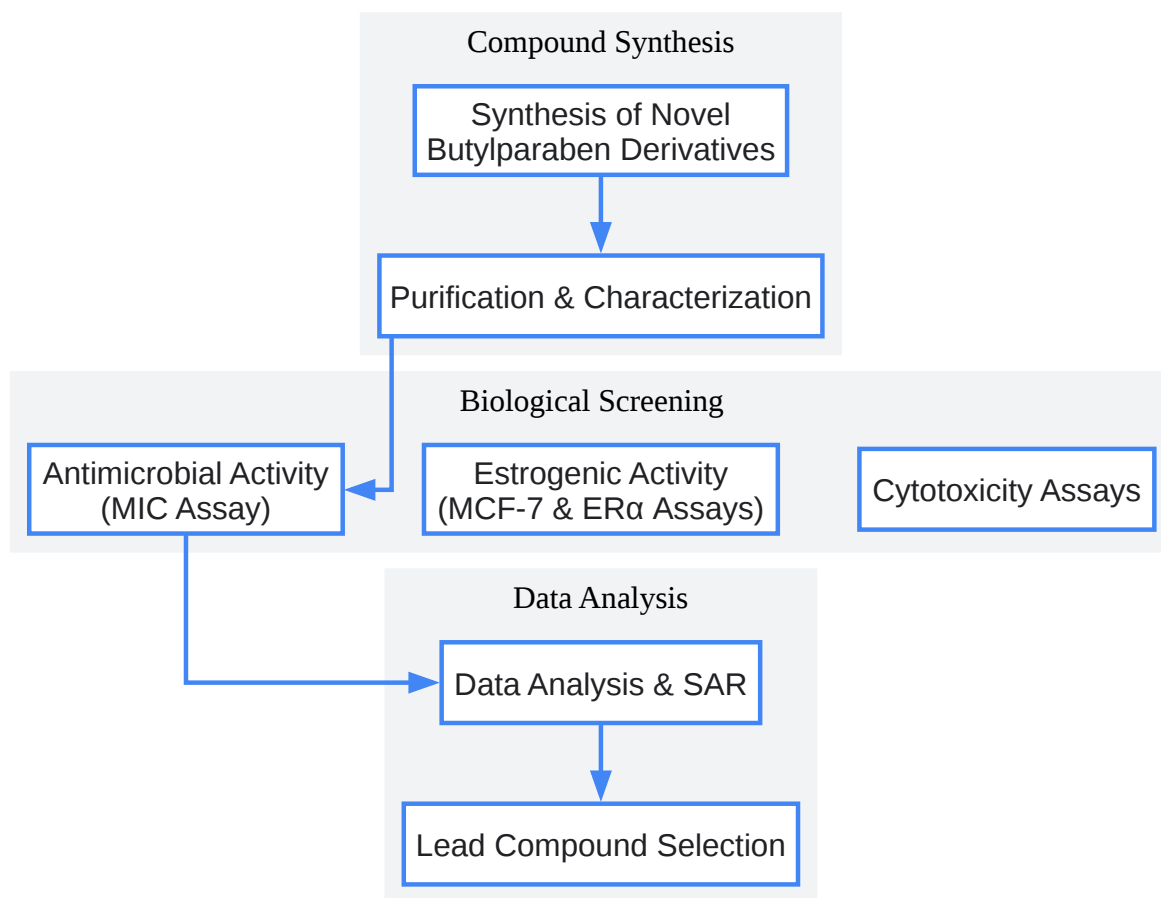 Compound Synthesis
Synthesis of Novel
Butylparaben Derivatives
Purification & Characterization
Biological Screening
Antimicrobial Activity
(MIC Assay)
Estrogenic Activity
(MCF-7 & ERα Assays)
Cytotoxicity Assays
Data Analysis
Data Analysis & SAR
Lead Compound Selection